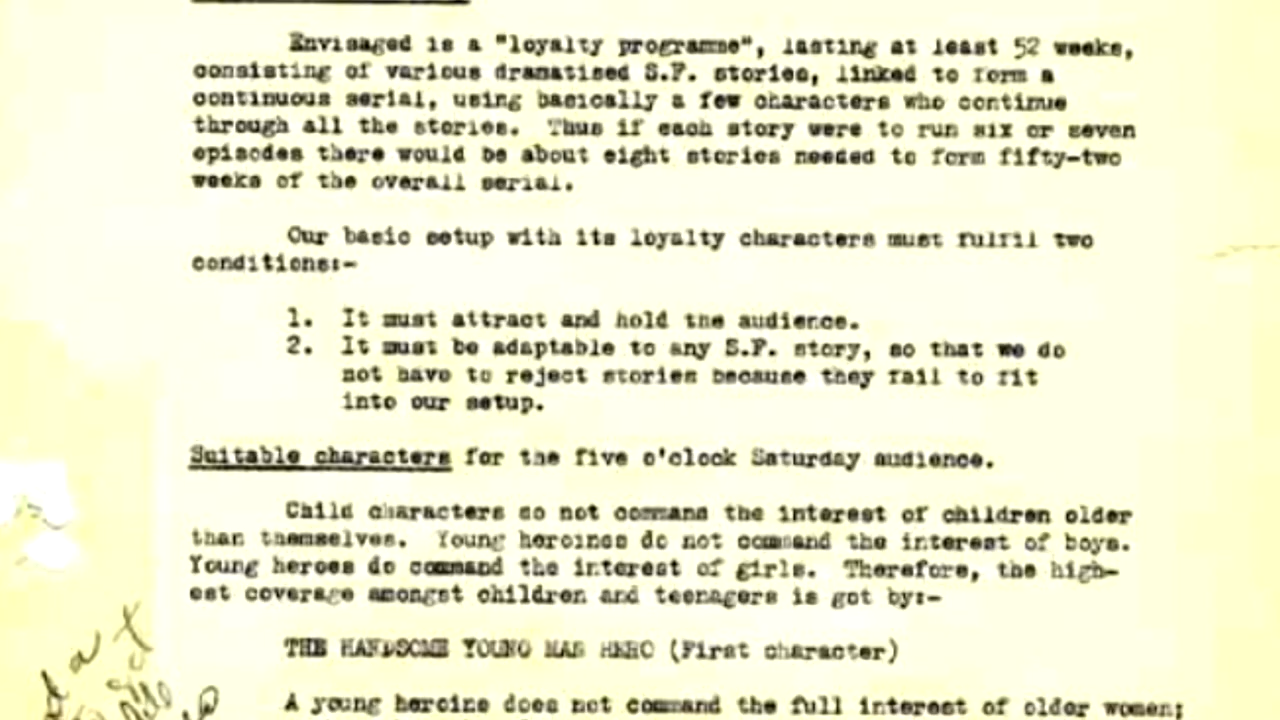 Envisaged is a "loyalty programme", lasting at least 52 weeks,
consisting of various dramatised S.F. stories, linked to form a
continuous serial, using basically a few characters who continue
through all the stories. Thus if each story were to run six or seven
episodes there would be about eight stories needed to form fifty-two
weeks of the overall serial.
Our basic setup with its loyalty characters must fulfil two
conditions:-
1. It must attract and hold the audience.
2. It must be adaptable to any S.F. story, so that we do
not have to reject stories because they fail to fit
into our setup.
Suitable characters for the five o'clock Saturday audience.
Child characters do not command the interest of children older
than themselves. Young heroines do not command the interest of boys.
Young heroes do command the interest of girls. Therefore, the high-
est coverage amongst children and teenagers is got by:-
THE HANDSOME YOUNG MAN HERO (First character)
A young heroine does not command the full interest of older women;